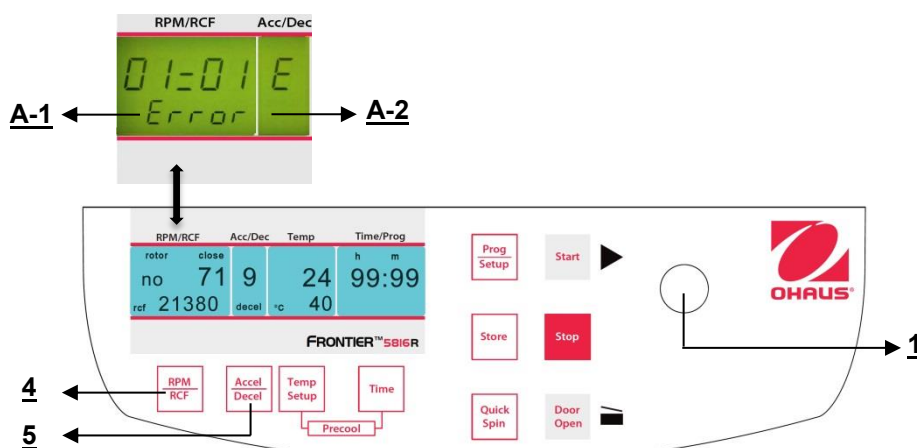 RPM/RCF Acc/Dec
01=01 E
Error
A-1 A-2
RPM/RCF Acc/Dec Temp Time/Prog
rotor close h m
no 71 9 24 99:99
rcf 21380 decel °C 40
FRONTIER™5816R
Prog
Setup
Start
OHAUS®
Store
Stop
1
4
RPM
RCF
Accel
Decel
Temp
Setup
Time
Precool
5
Quick
Spin
Door
Open